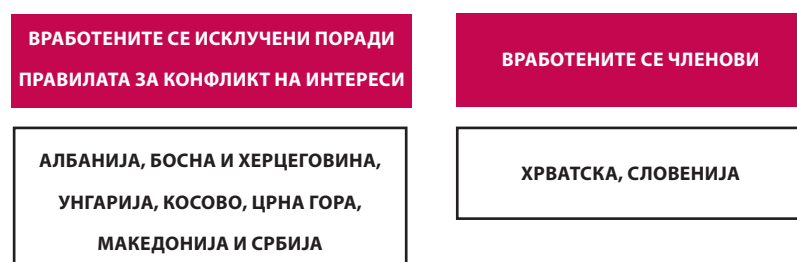 ВРАБОТЕНИТЕ СЕ ИСКЛУЧЕНИ ПОРАДИ
ПРАВИЛАТА ЗА КОНФЛИКТ НА ИНТЕРЕСИ
АЛБАНИЈА, БОСНА И ХЕРЦЕГОВИНА,
УНГАРИЈА, КОСОВО, ЦРНА ГОРА,
МАКЕДОНИЈА И СРБИЈА
ВРАБОТЕНИТЕ СЕ ЧЛЕНОВИ
ХРВАТСКА, СЛОВЕНИЈА